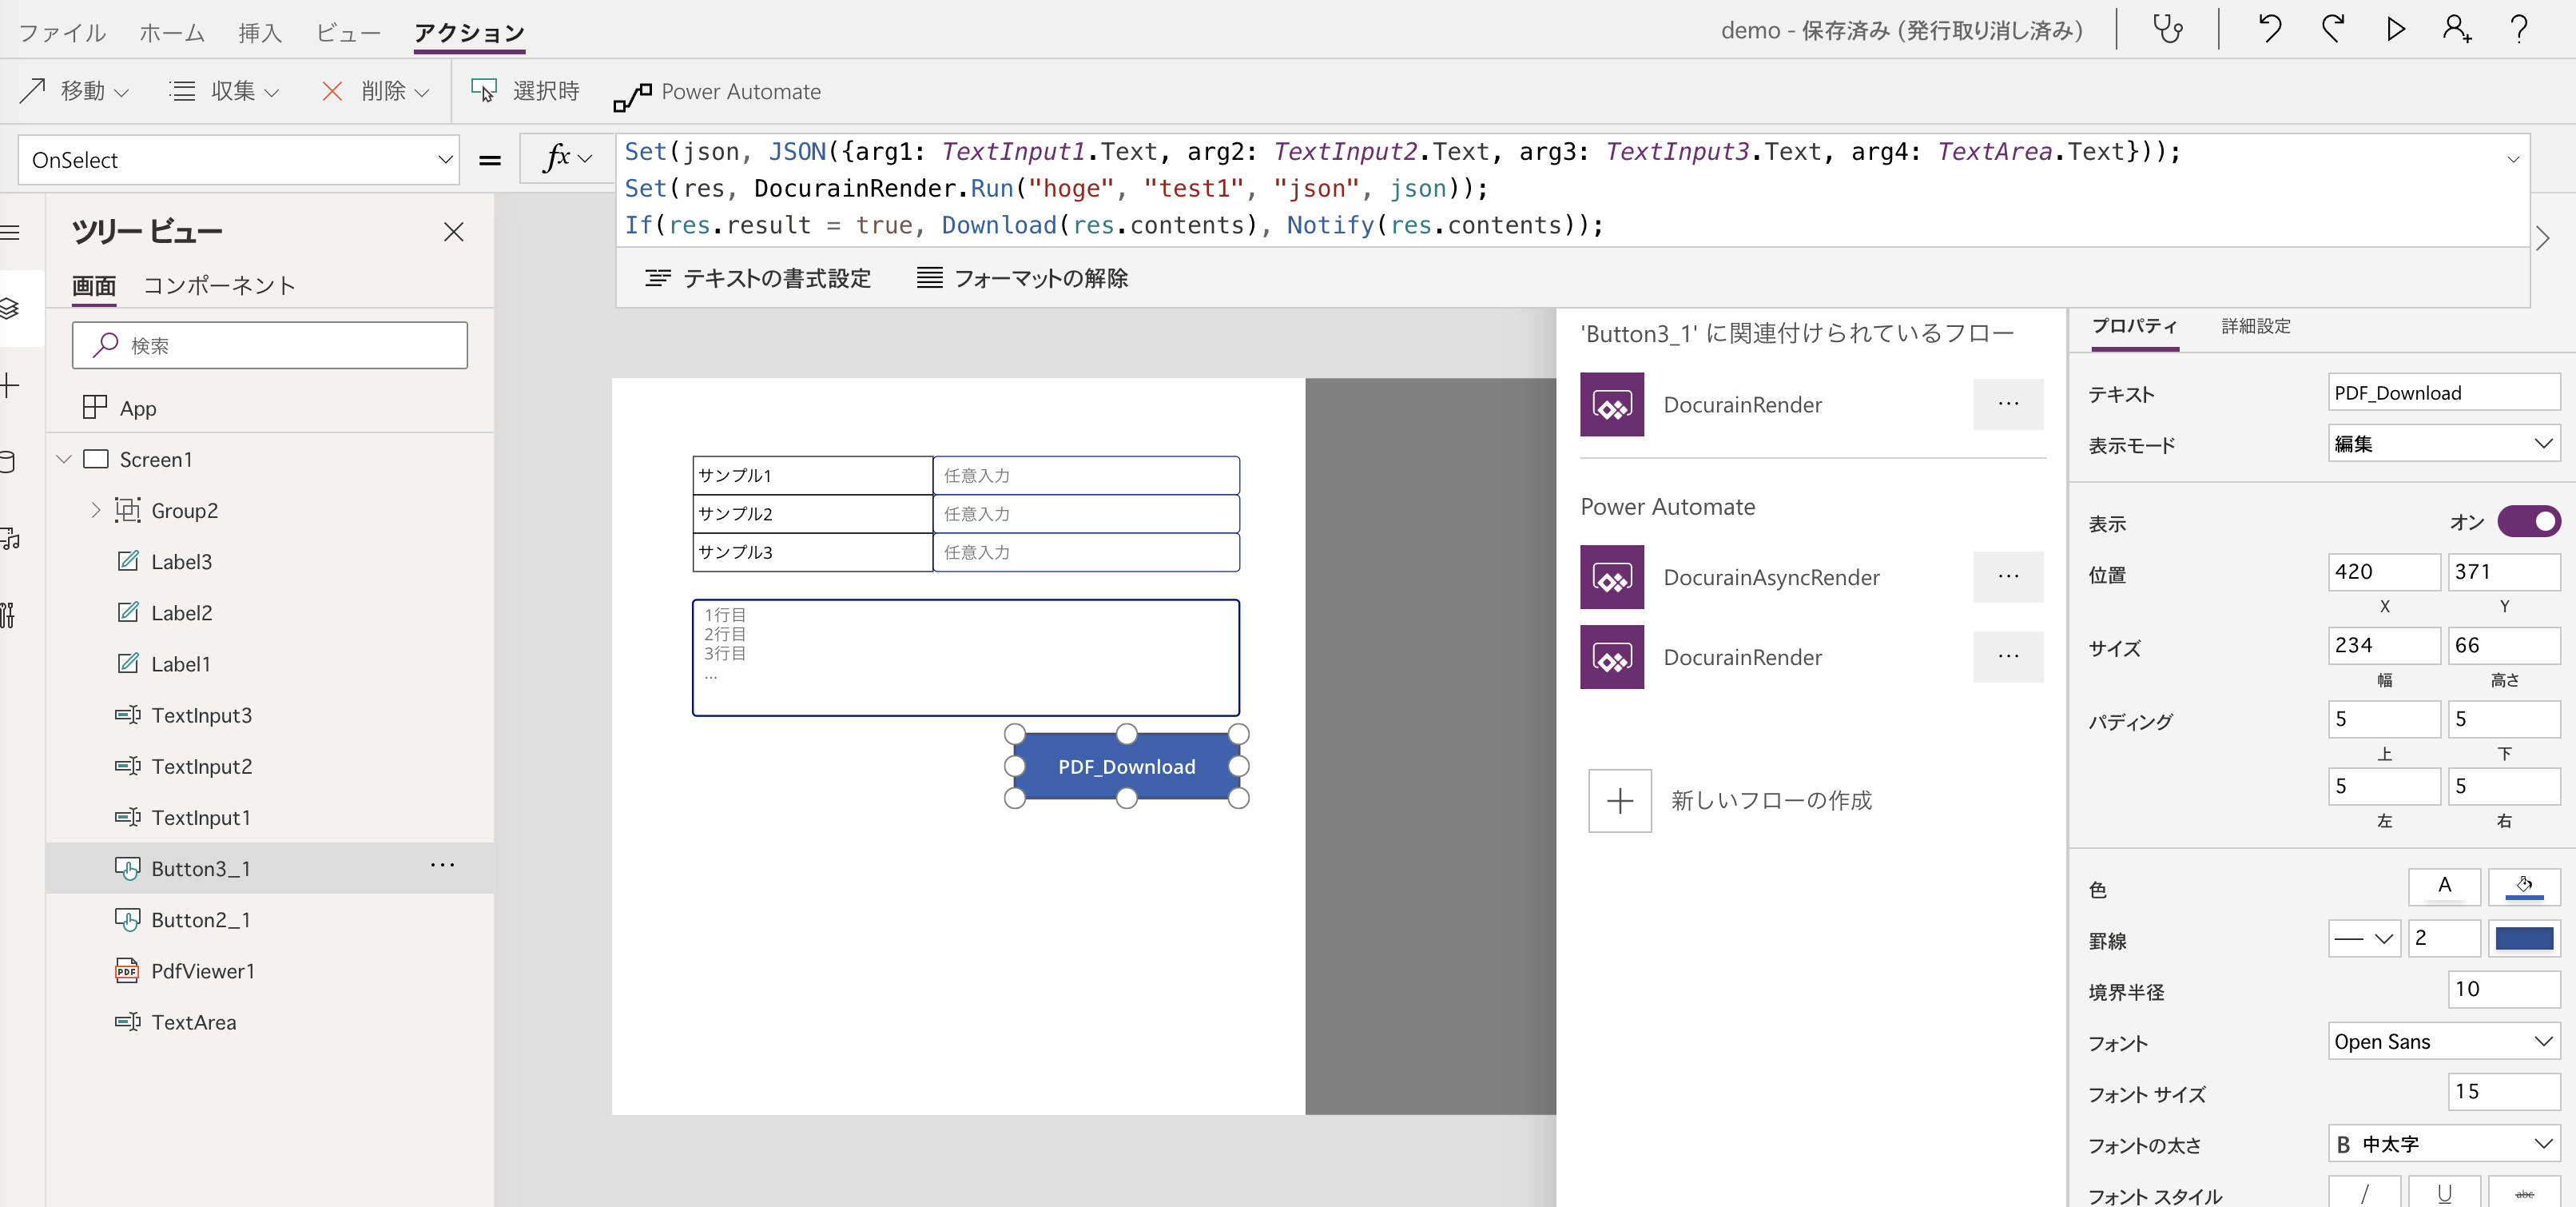 ファイル ホーム 挿入 ビュー アクション demo - 保存済み (発行取り消し済み)
移動 収集 削除 選択時 Power Automate
OnSelect = fx
Set(json, JSON({arg1: TextInput1.Text, arg2: TextInput2.Text, arg3: TextInput3.Text, arg4: TextArea.Text}));
Set(res, DocurainRender.Run("hoge", "test1", "json", json));
If(res.result = true, Download(res.contents), Notify(res.contents));
テキストの書式設定 フォーマットの解除
ツリー ビュー
画面 コンポーネント
検索
App
Screen1
Group2
Label3
Label2
Label1
TextInput3
TextInput2
TextInput1
Button3_1 ...
Button2_1
PDF PdfViewer1
TextArea
サンプル1 任意入力
サンプル2 任意入力
サンプル3 任意入力
1行目
2行目
3行目
...
PDF_Download
'Button3_1' に関連付けられているフロー
DocurainRender ...
Power Automate
DocurainAsyncRender ...
DocurainRender ...
新しいフローの作成
プロパティ 詳細設定
テキスト PDF_Download
表示モード 編集
表示 オン
位置 420 371
X Y
サイズ 234 66
幅 高さ
パディング 5 5
上 下
5 5
左 右
色 A
罫線 2
境界半径 10
フォント Open Sans
フォント サイズ 15
フォントの太さ B 中太字
フォント スタイル / U abc